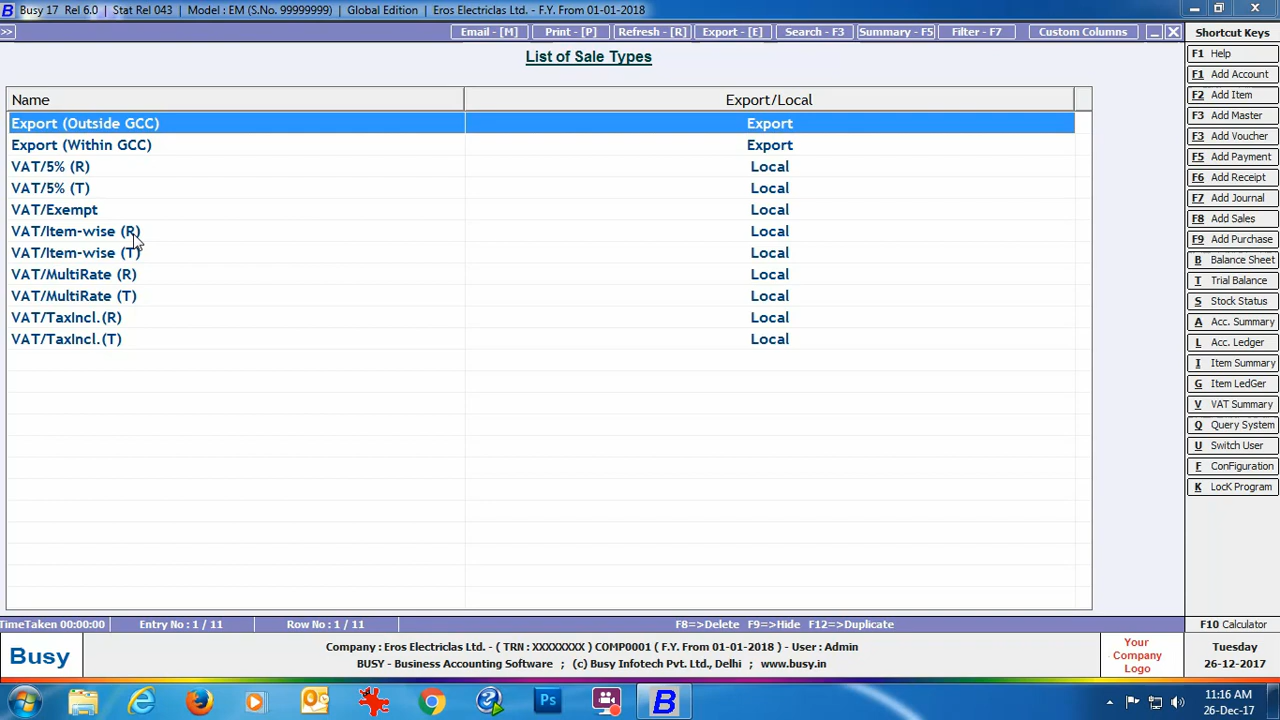 Busy 17 Rel 6.0 | Stat Rel 043 | Model : EM (S.No. 99999999) | Global Edition | Eros Electriclas Ltd. - F.Y. From 01-01-2018
>> Email - [M] Print - [P] Refresh - [R] Export - [E] Search - F3 Summary - F5 Filter - F7 Custom Columns
List of Sale Types
Name Export/Local
Export (Outside GCC) Export
Export (Within GCC) Export
VAT/5% (R) Local
VAT/5% (T) Local
VAT/Exempt Local
VAT/Item-wise (R) Local
VAT/Item-wise (T) Local
VAT/MultiRate (R) Local
VAT/MultiRate (T) Local
VAT/TaxIncl.(R) Local
VAT/TaxIncl.(T) Local
Shortcut Keys
F1 Help
F1 Add Account
F2 Add Item
F3 Add Master
F3 Add Voucher
F5 Add Payment
F6 Add Receipt
F7 Add Journal
F8 Add Sales
F9 Add Purchase
B Balance Sheet
T Trial Balance
S Stock Status
A Acc. Summary
L Acc. Ledger
I Item Summary
G Item LedGer
V VAT Summary
Q Query System
U Switch User
F ConFiguration
K LocK Program
TimeTaken 00:00:00 Entry No : 1 / 11 Row No : 1 / 11 F8=>Delete F9=>Hide F12=>Duplicate
F10 Calculator
Busy
Company : Eros Electriclas Ltd. - ( TRN : XXXXXXXX ) COMP0001 ( F.Y. From 01-01-2018 ) - User : Admin
BUSY - Business Accounting Software ; (c) Busy Infotech Pvt. Ltd., Delhi ; www.busy.in
Your
Company
Logo
Tuesday
26-12-2017
Ps
B
11:16 AM
26-Dec-17